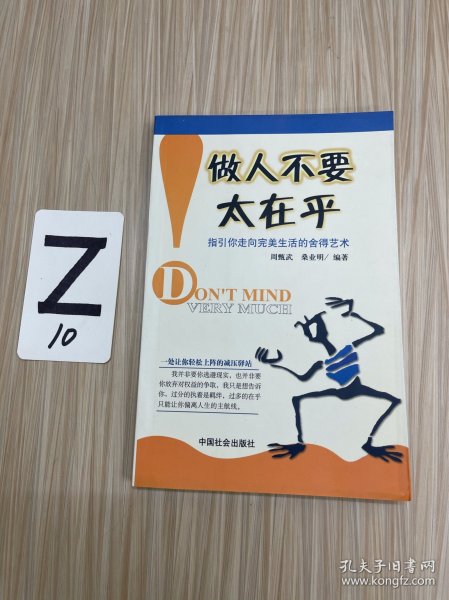 做人不要
太在乎
指引你走向完美生活的舍得艺术
周甄武 桑业明/ 编著
DON'T MIND
VERY MUCH
一处让你轻松上阵的减压驿站
我并非要你逃避现实，也并非要
你放弃对权益的争取，我只是想告诉
你，过分的执着是羁绊，过多的在乎
只能让你偏离人生的主航线。
中国社会出版社
Z
10
孔夫子旧书网
www.kongfz.com